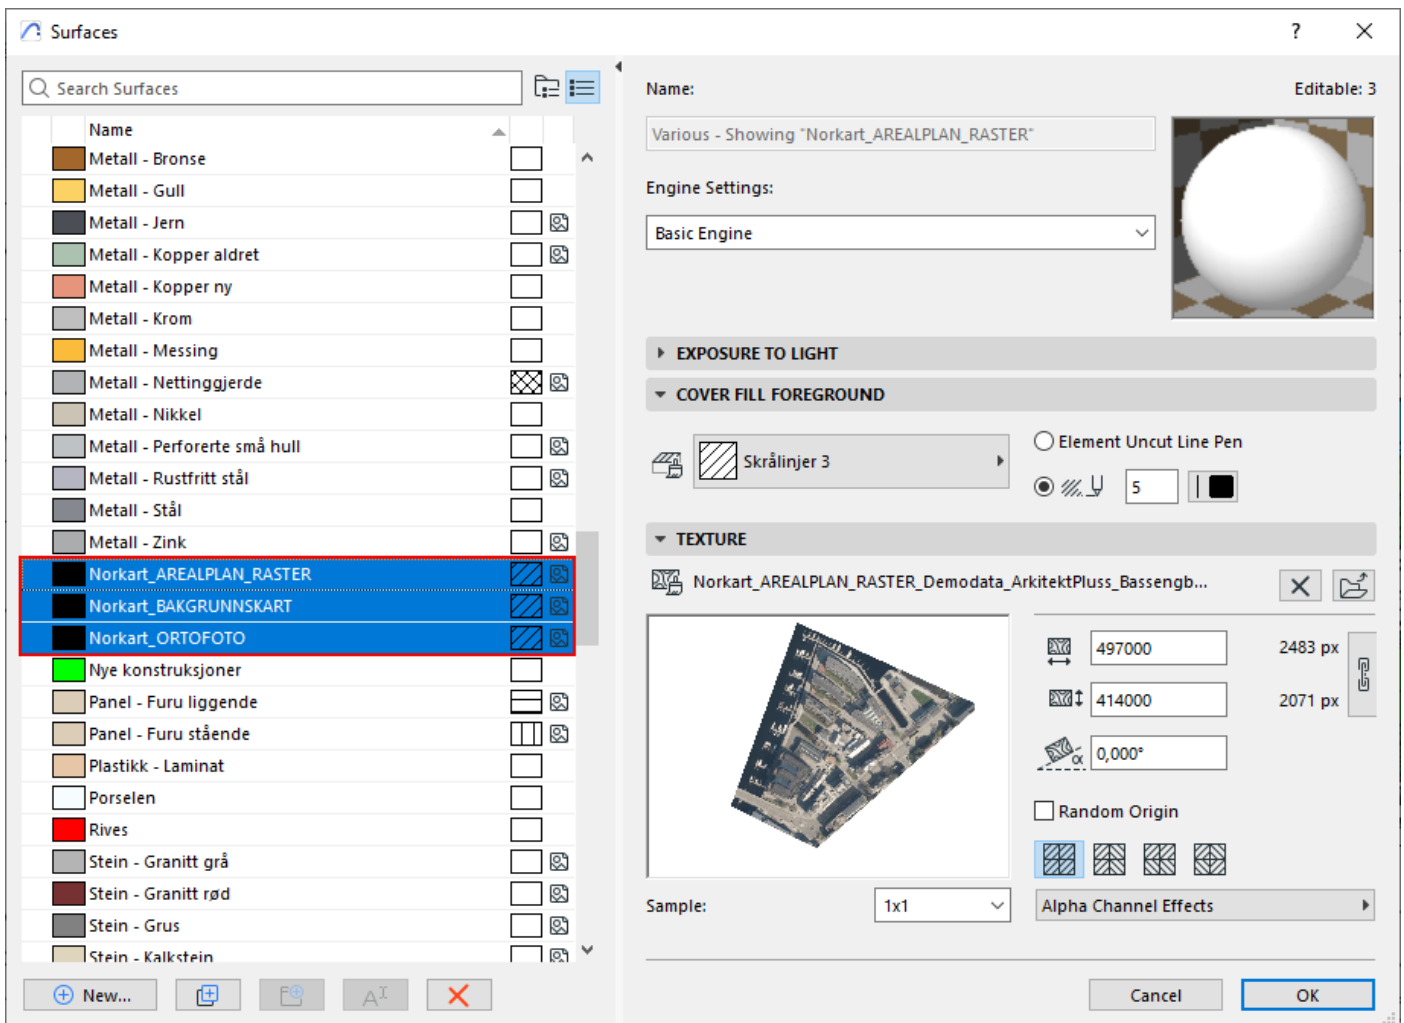 Surfaces
?
Search Surfaces
Name
Metall - Bronse
Metall - Gull
Metall - Jern
Metall - Kopper aldret
Metall - Kopper ny
Metall - Krom
Metall - Messing
Metall - Nettinggjerde
Metall - Nikkel
Metall - Perforerte små hull
Metall - Rustfritt stål
Metall - Stål
Metall - Zink
Norkart_AREALPLAN_RASTER
Norkart_BAKGRUNNSKART
Norkart_ORTOFOTO
Nye konstruksjoner
Panel - Furu liggende
Panel - Furu stående
Plastikk - Laminat
Porselen
Rives
Stein - Granitt grå
Stein - Granitt rød
Stein - Grus
Stein - Kalkstein
New...
Name:
Editable: 3
Various - Showing "Norkart_AREALPLAN_RASTER"
Engine Settings:
Basic Engine
EXPOSURE TO LIGHT
COVER FILL FOREGROUND
Skrålinjer 3
Element Uncut Line Pen
5
TEXTURE
Norkart_AREALPLAN_RASTER_Demodata_ArkitektPluss_Bassengb...
497000
2483 px
414000
2071 px
α
0,000°
Random Origin
Sample:
1x1
Alpha Channel Effects
Cancel
OK